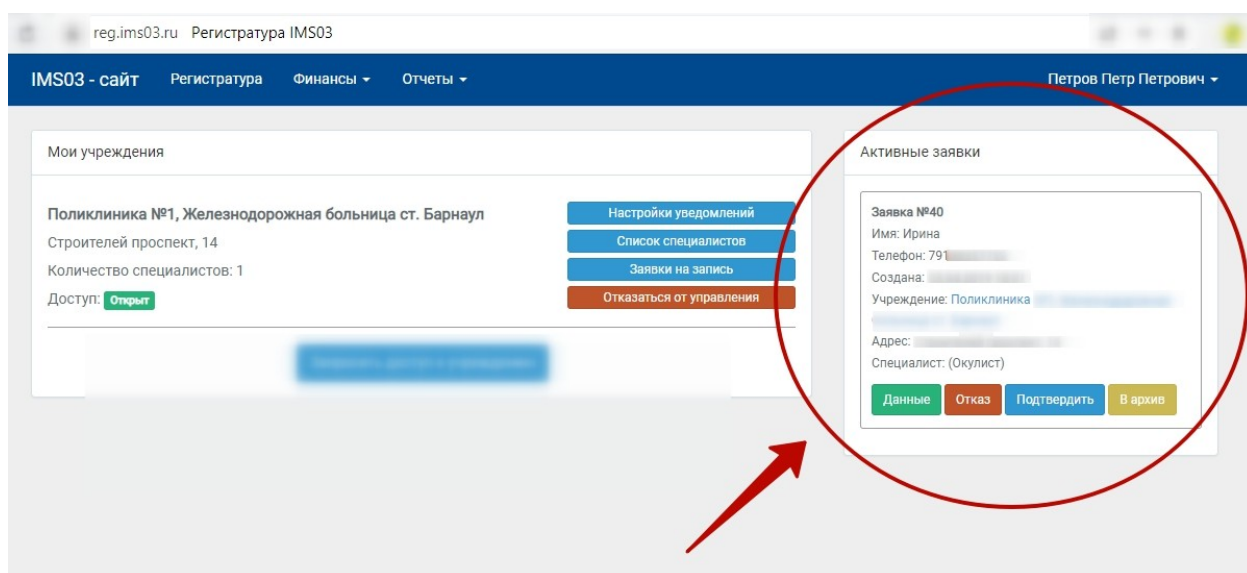 reg.ims03.ru Регистратура IMS03
IMS03 - сайт Регистратура Финансы Отчеты Петров Петр Петрович
Мои учреждения
Поликлиника №1, Железнодорожная больница ст. Барнаул
Строителей проспект, 14
Количество специалистов: 1
Доступ: Открыт
Настройки уведомлений
Список специалистов
Заявки на запись
Отказаться от управления
Активные заявки
Заявка №40
Имя: Ирина
Телефон: 791
Создана:
Учреждение: Поликлиника
Адрес:
Специалист: (Окулист)
Данные Отказ Подтвердить В архив